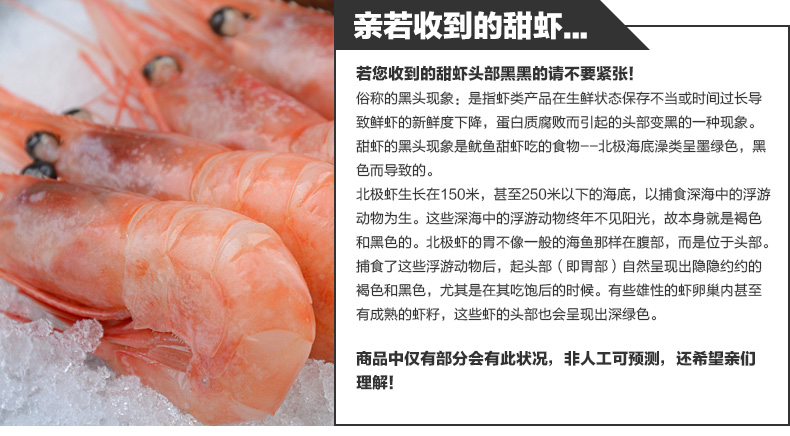 亲若收到的甜虾...
若您收到的甜虾头部黑黑的请不要紧张！
俗称的黑头现象：是指虾类产品在生鲜状态保存不当或时间过长导
致鲜虾的新鲜度下降，蛋白质腐败而引起的头部变黑的一种现象。
甜虾的黑头现象是鱿鱼甜虾吃的食物--北极海底澡类呈墨绿色，黑
色而导致的。
北极虾生长在150米，甚至250米以下的海底，以捕食深海中的浮游
动物为生。这些深海中的浮游动物终年不见阳光，故本身就是褐色
和黑色的。北极虾的胃不像一般的海鱼那样在腹部，而是位于头部。
捕食了这些浮游动物后，起头部（即胃部）自然呈现出隐隐约约的
褐色和黑色，尤其是在其吃饱后的时候。有些雄性的虾卵巢内甚至
有成熟的虾籽，这些虾的头部也会呈现出深绿色。
商品中仅有部分会有此状况，非人工可预测，还希望亲们
理解！